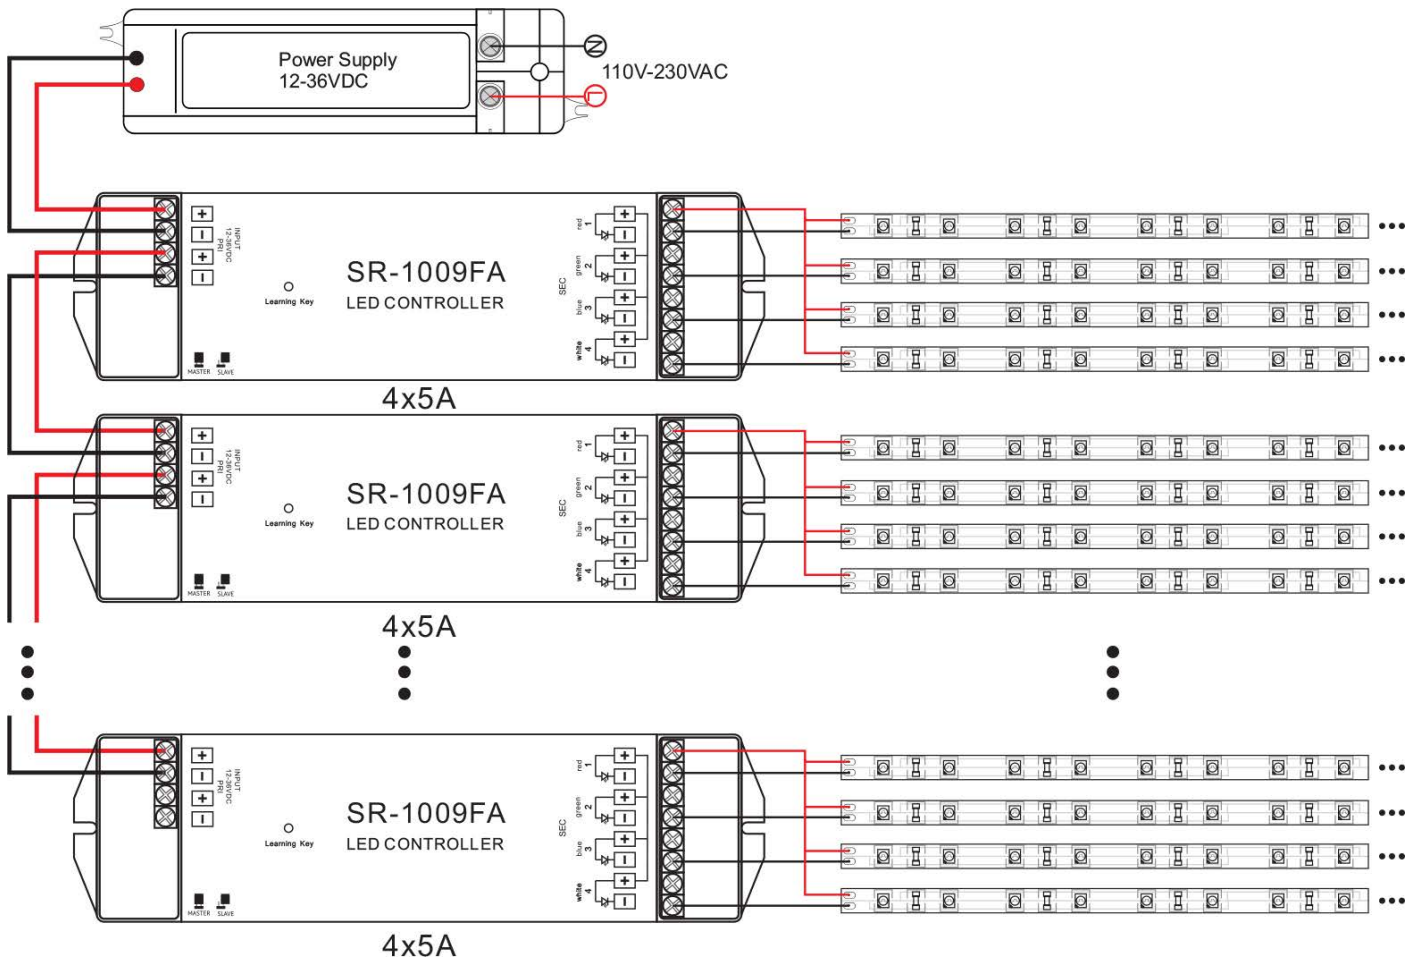 Power Supply
12-36VDC
N
L
110V-230VAC
+
−
+
−
INPUT
12-36VDC
PRI
Learning Key
MASTER
SLAVE
SR-1009FA
LED CONTROLLER
SEC
red
1
green
2
blue
3
white
4
+
−
+
−
+
−
+
−
4x5A
+
−
+
−
INPUT
12-36VDC
PRI
Learning Key
MASTER
SLAVE
SR-1009FA
LED CONTROLLER
SEC
red
1
green
2
blue
3
white
4
+
−
+
−
+
−
+
−
4x5A
+
−
+
−
INPUT
12-36VDC
PRI
Learning Key
MASTER
SLAVE
SR-1009FA
LED CONTROLLER
SEC
red
1
green
2
blue
3
white
4
+
−
+
−
+
−
+
−
4x5A